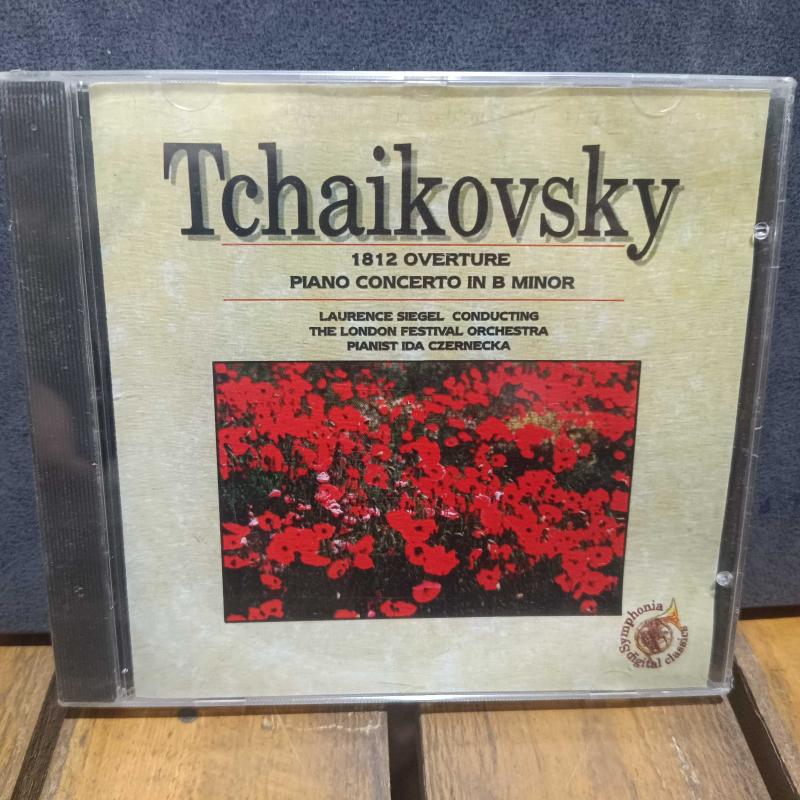 Tchaikovsky
1812 OVERTURE
PIANO CONCERTO IN B MINOR
LAURENCE SIEGEL CONDUCTING
THE LONDON FESTIVAL ORCHESTRA
PIANIST IDA CZERNECKA
Symphonia
digital classics